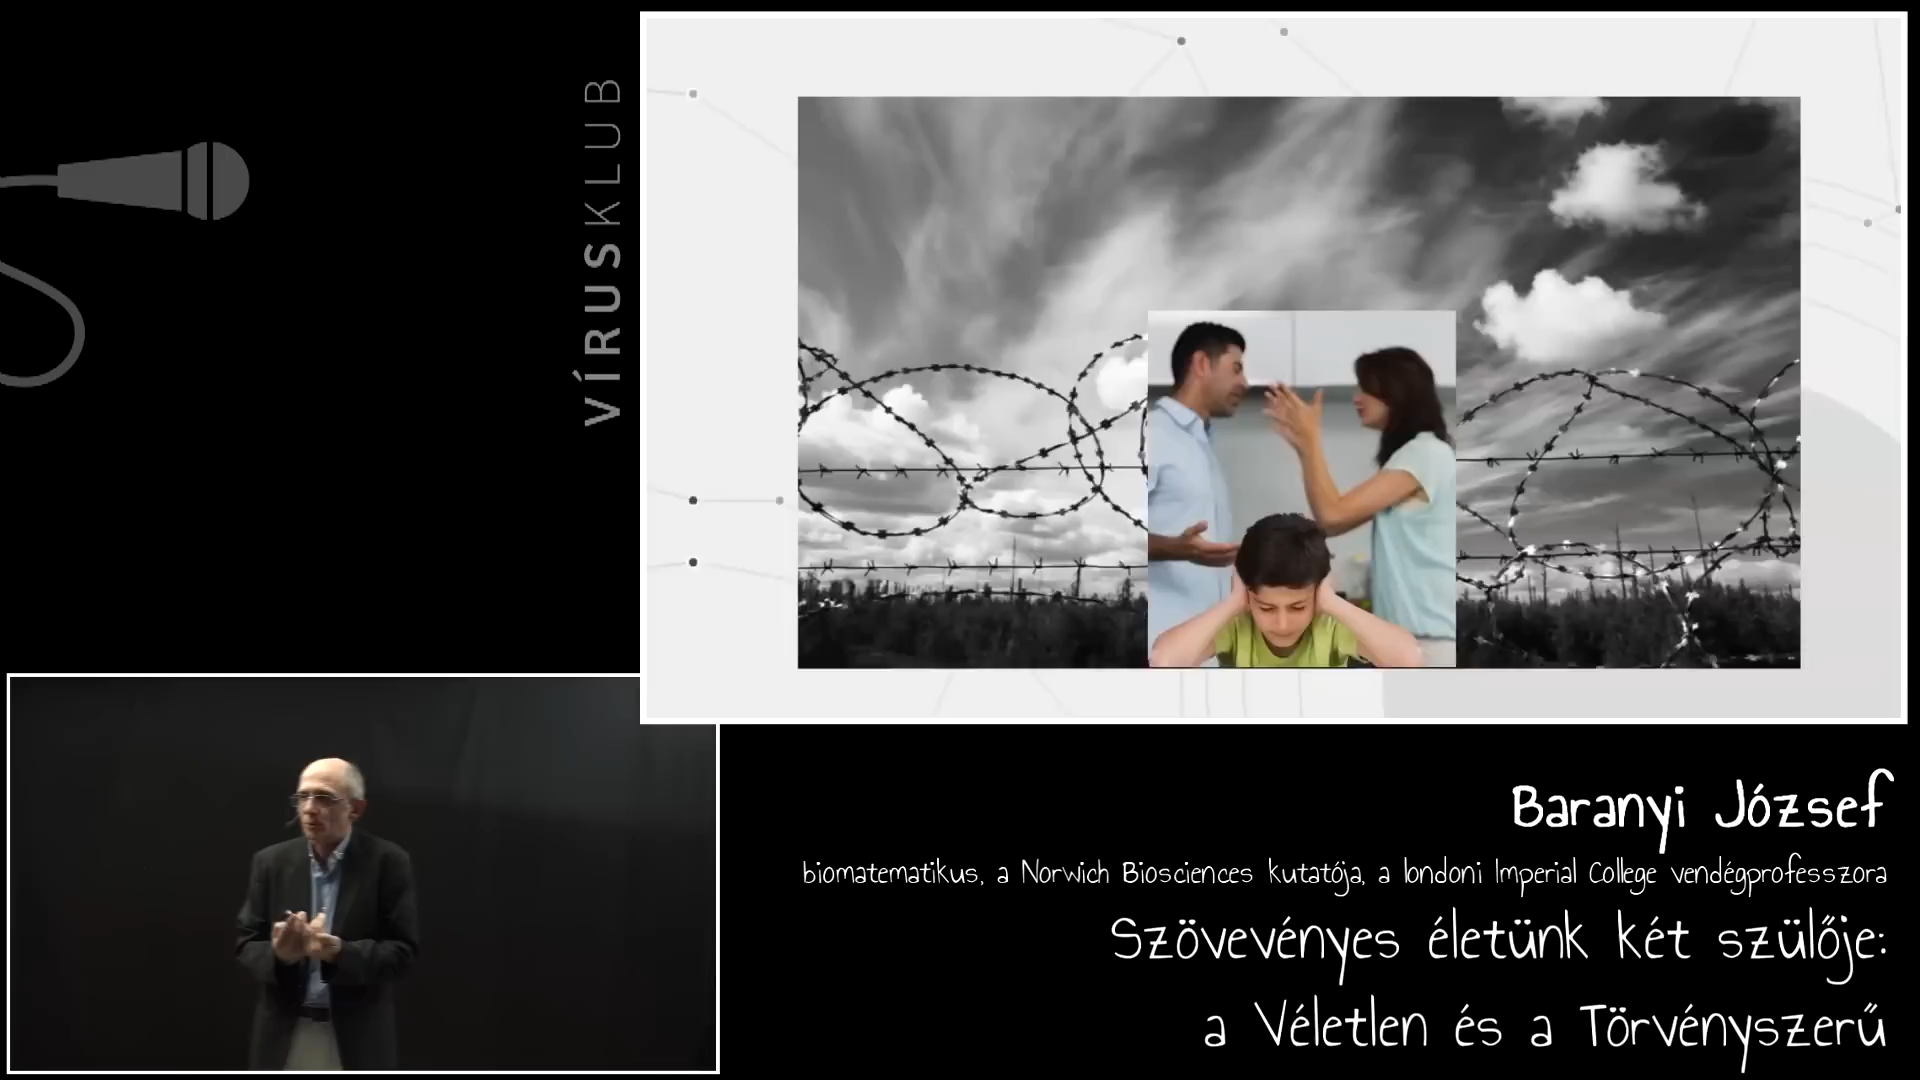 VÍRUSKLUB
Baranyi József
biomatematikus, a Norwich Biosciences kutatója, a londoni Imperial College vendégprofesszora
Szövevényes életünk két szülője:
a Véletlen és a Törvényszerű